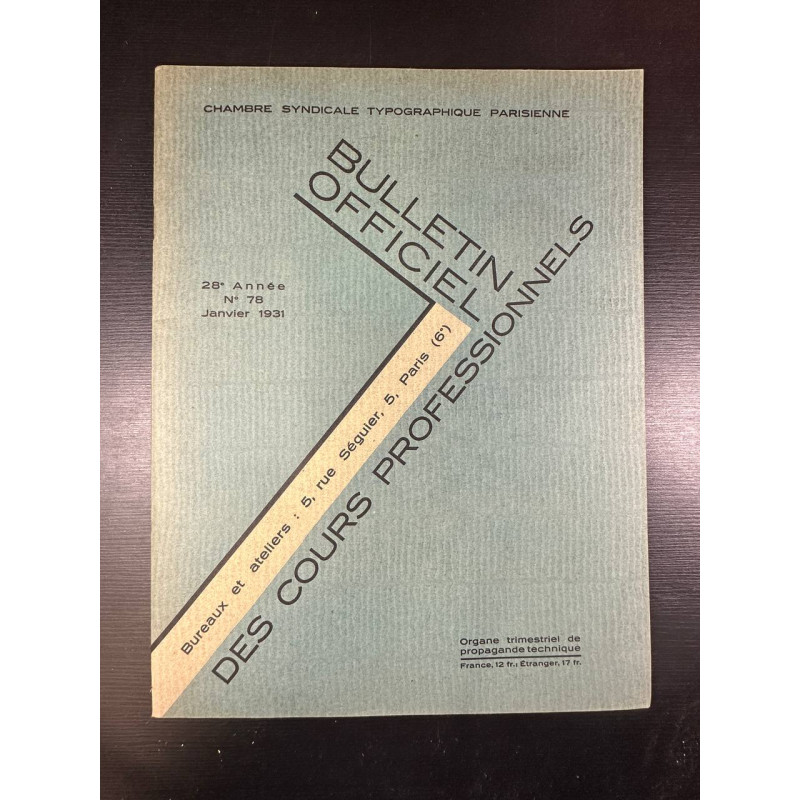 CHAMBRE SYNDICALE TYPOGRAPHIQUE PARISIENNE
BULLETIN
OFFICIEL
DES COURS PROFESSIONNELS
28e Année
N° 78
Janvier 1931
Bureaux et ateliers : 5, rue Séguier, 5, Paris (6e)
Organe trimestriel de
propagande technique
France, 12 fr.; Étranger, 17 fr.